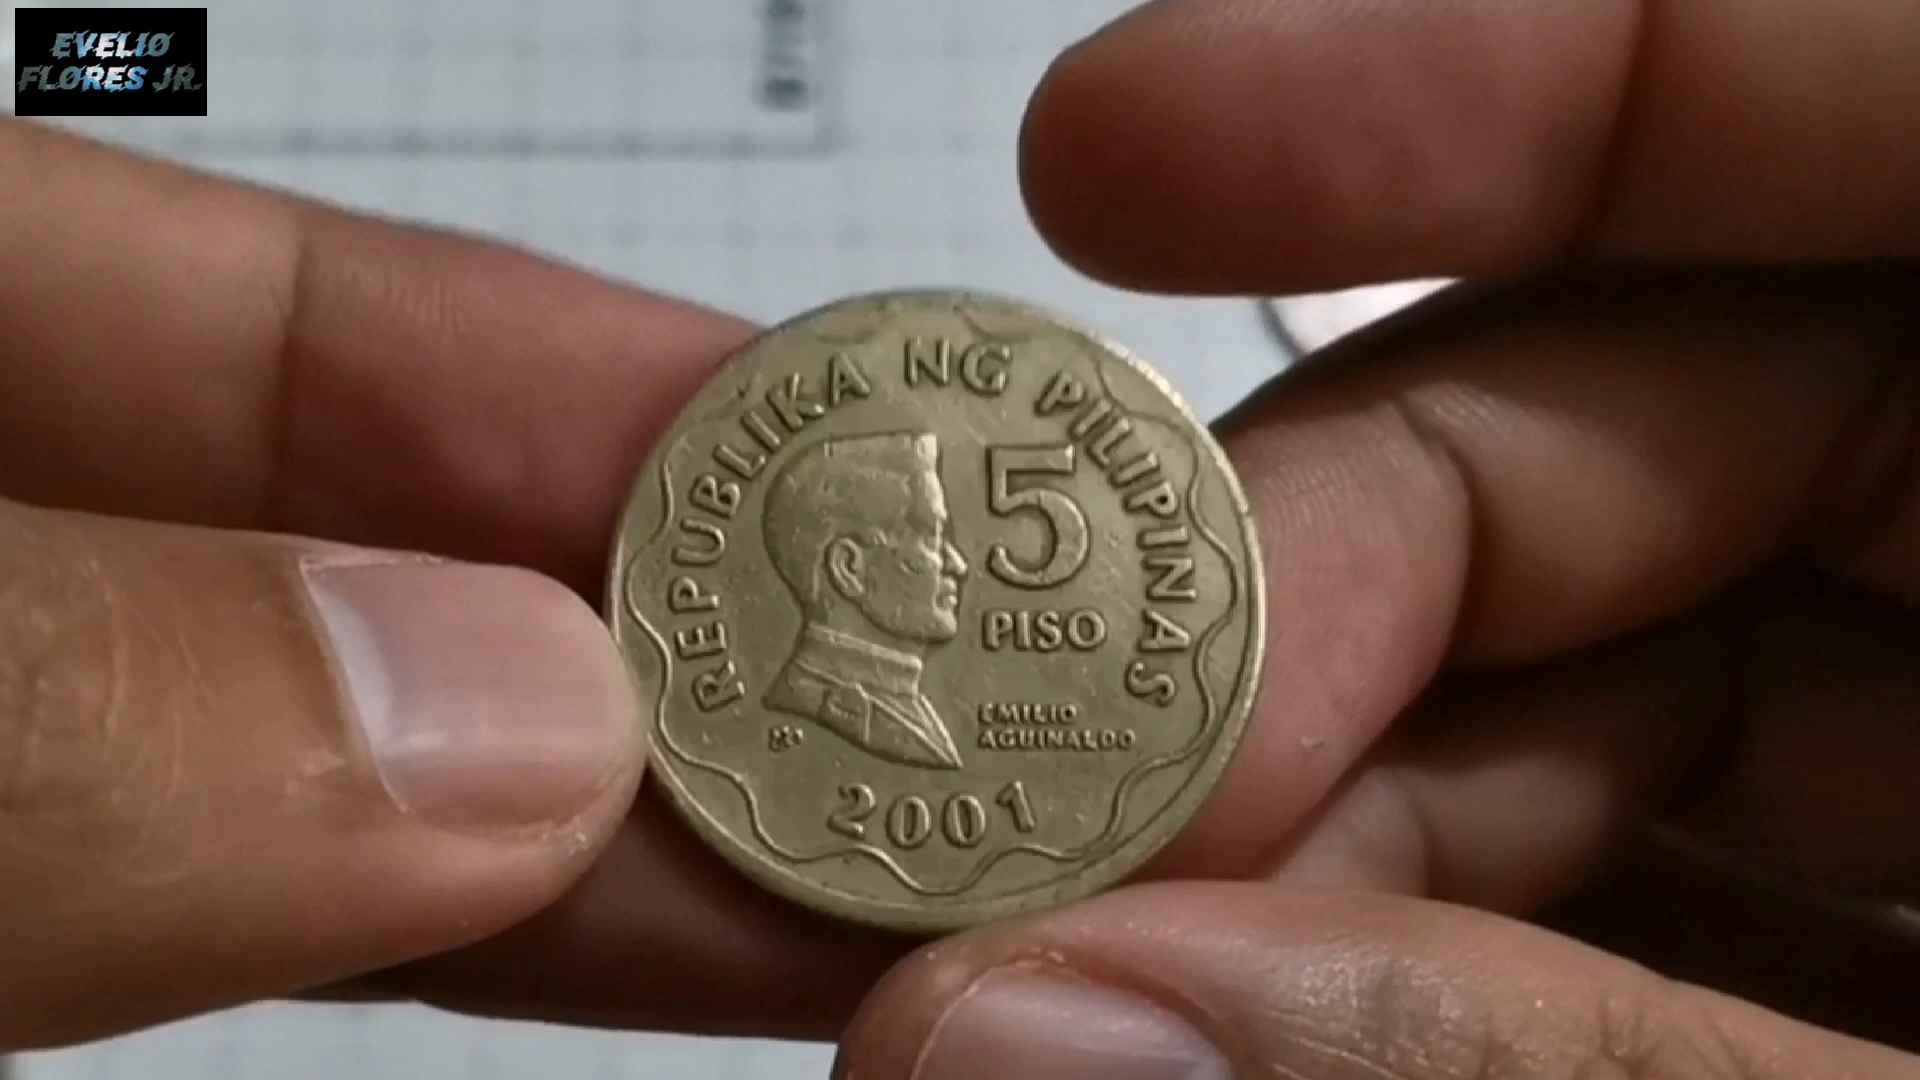 EVELIO
FLORES JR.
REPUBLIKA NG PILIPINAS
5
PISO
EMILIO
AGUINALDO
2001